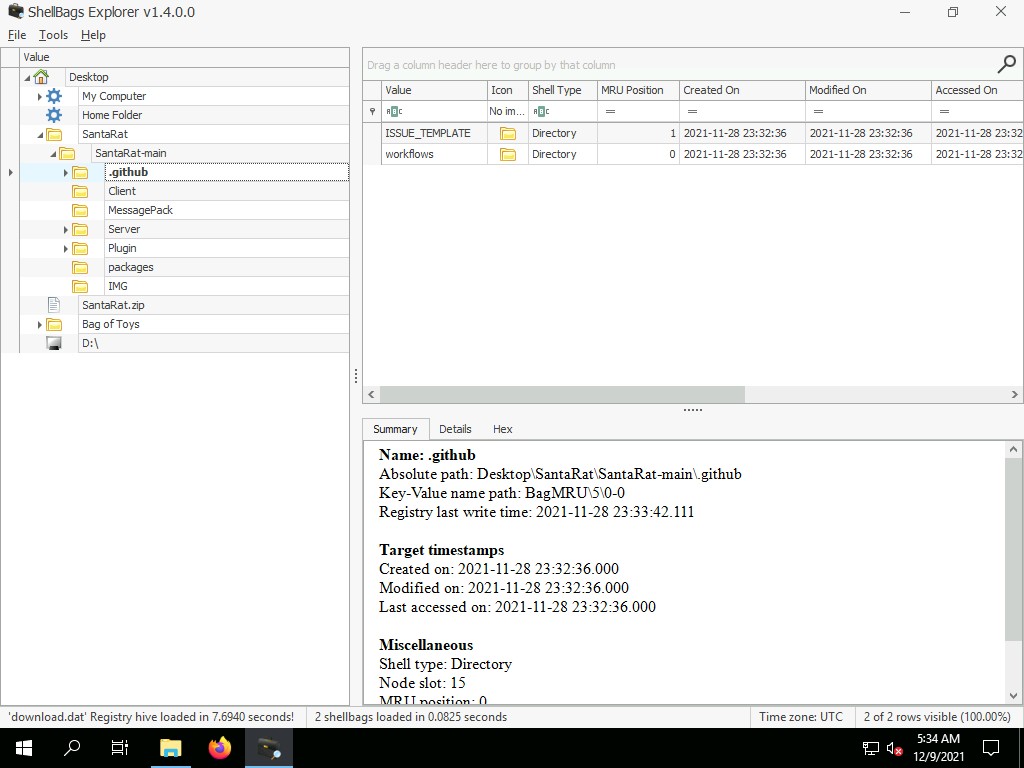 ShellBags Explorer v1.4.0.0
File Tools Help
Value
Desktop
My Computer
Home Folder
SantaRat
SantaRat-main
.github
Client
MessagePack
Server
Plugin
packages
IMG
SantaRat.zip
Bag of Toys
D:\
Drag a column header here to group by that column
Value Icon Shell Type MRU Position Created On Modified On Accessed On
ABC No im... ABC = = = =
ISSUE_TEMPLATE Directory 1 2021-11-28 23:32:36 2021-11-28 23:32:36 2021-11-28 23:32
workflows Directory 0 2021-11-28 23:32:36 2021-11-28 23:32:36 2021-11-28 23:32
Summary Details Hex
Name: .github
Absolute path: Desktop\SantaRat\SantaRat-main\.github
Key-Value name path: BagMRU\5\0-0
Registry last write time: 2021-11-28 23:33:42.111
Target timestamps
Created on: 2021-11-28 23:32:36.000
Modified on: 2021-11-28 23:32:36.000
Last accessed on: 2021-11-28 23:32:36.000
Miscellaneous
Shell type: Directory
Node slot: 15
MRU position: 0
'download.dat' Registry hive loaded in 7.6940 seconds! 2 shellbags loaded in 0.0825 seconds Time zone: UTC 2 of 2 rows visible (100.00%)
5:34 AM
12/9/2021